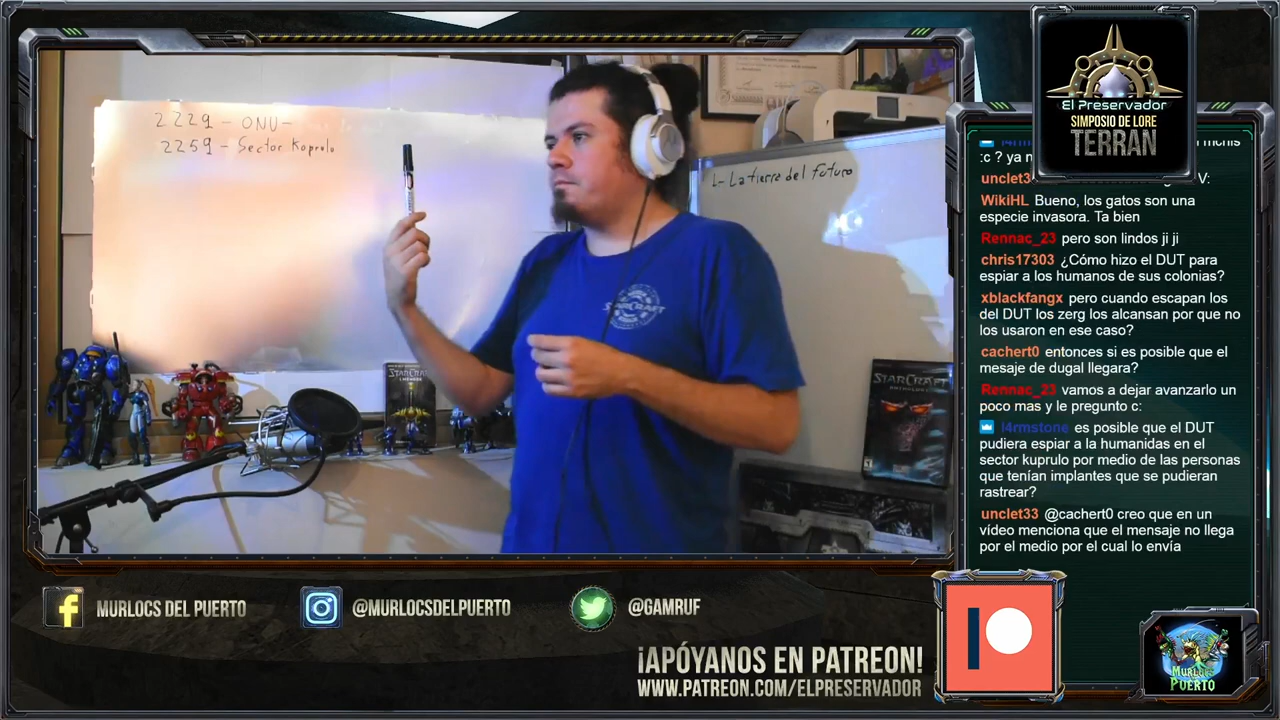 2229 - ONU -
2259 - Sector Koprulu
1- La tierra del futuro
STARCRAFT
STARCRAFT
STARCRAFT
El Preservador
SIMPOSIO DE LORE
TERRAN
:c ? ya
WikiHL Bueno, los gatos son una
especie invasora. Ta bien
Rennac_23 pero son lindos ji ji
chris17303 ¿Cómo hizo el DUT para
espiar a los humanos de sus colonias?
xblackfangx pero cuando escapan los
del DUT los zerg los alcansan por que no
los usaron en ese caso?
cachert0 entonces si es posible que el
mesaje de dugal llegara?
Rennac_23 vamos a dejar avanzarlo un
poco mas y le pregunto c:
l4rmstone es posible que el DUT
pudiera espiar a la humanidas en el
sector kuprulo por medio de las personas
que tenían implantes que se pudieran
rastrear?
unclet33 @cachert0 creo que en un
vídeo menciona que el mensaje no llega
por el medio por el cual lo envía
MURLOCS DEL PUERTO
@MURLOCSDELPUERTO
@GAMRUF
¡APÓYANOS EN PATREON!
WWW.PATREON.COM/ELPRESERVADOR
MURLOCS
DEL
PUERTO